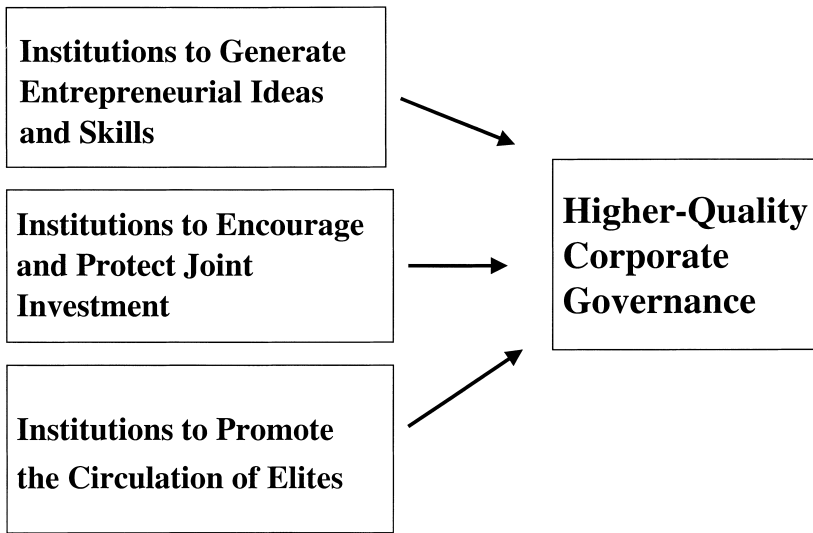 Institutions to Generate
Entrepreneurial Ideas
and Skills
Institutions to Encourage
and Protect Joint
Investment
Institutions to Promote
the Circulation of Elites
Higher-Quality
Corporate
Governance